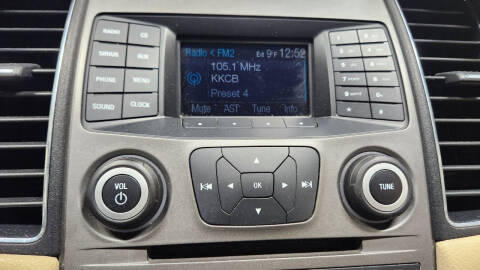 RADIO
CD
SIRIUS
AUX
PHONE
MENU
SOUND
CLOCK
Radio < FM2
9°F 12:52
105.1 MHz
KKCB
Preset 4
Mute AST Tune Info
VOL
OK
TUNE